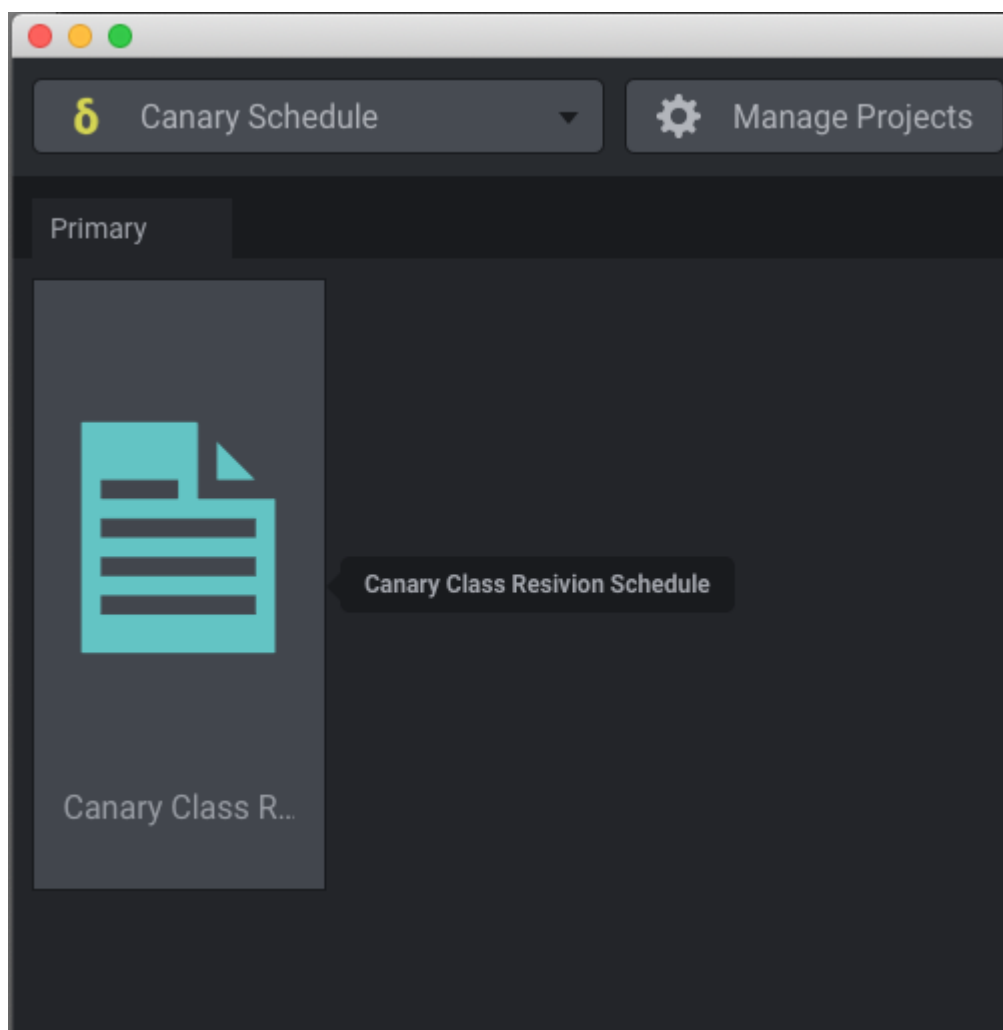 δ Canary Schedule
Manage Projects
Primary
Canary Class Resivion Schedule
Canary Class R...